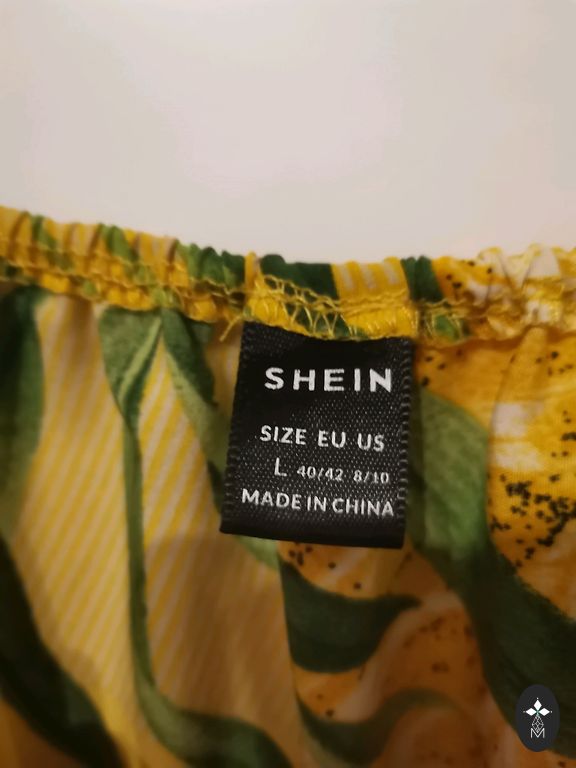 SHEIN
SIZE EU US
L 40/42 8/10
MADE IN CHINA
M